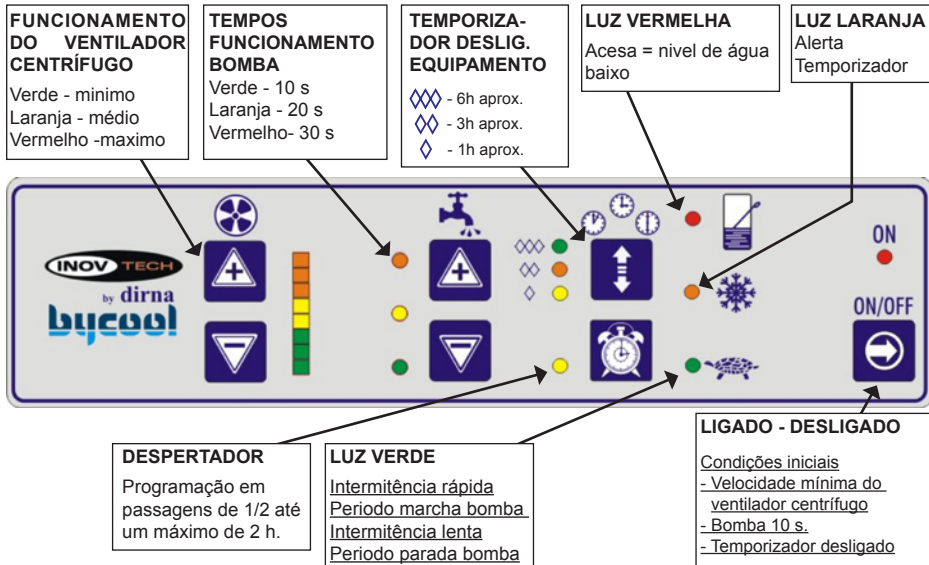 FUNCIONAMENTO
DO VENTILADOR
CENTRÍFUGO
Verde - minimo
Laranja - médio
Vermelho -maximo
TEMPOS
FUNCIONAMENTO
BOMBA
Verde - 10 s
Laranja - 20 s
Vermelho- 30 s
TEMPORIZA-
DOR DESLIG.
EQUIPAMENTO
- 6h aprox.
- 3h aprox.
- 1h aprox.
LUZ VERMELHA
Acesa = nivel de água
baixo
LUZ LARANJA
Alerta
Temporizador
INOV TECH
by dirna
bycool
ON
ON/OFF
DESPERTADOR
Programação em
passagens de 1/2 até
um máximo de 2 h.
LUZ VERDE
Intermitência rápida
Periodo marcha bomba
Intermitência lenta
Periodo parada bomba
LIGADO - DESLIGADO
Condições iniciais
- Velocidade mínima do
ventilador centrífugo
- Bomba 10 s.
- Temporizador desligado